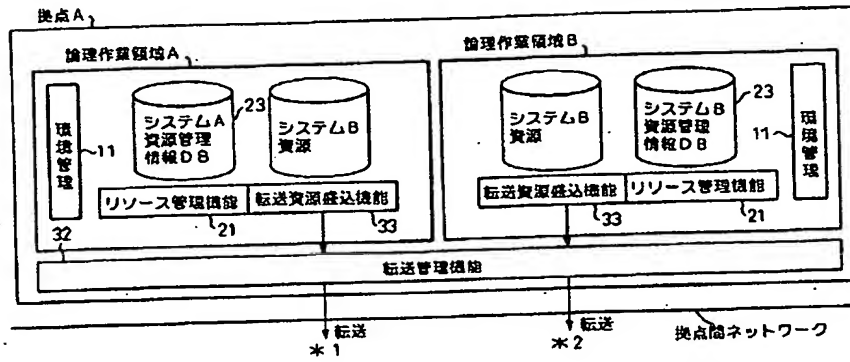 拠点A
論理作業領域A
論理作業領域B
環境管理
11
システムA
資源管理
情報DB
23
システムB
資源
リソース管理機能
転送資源盛込機能
21
33
システムB
資源
システムB
資源管理
情報DB
23
11
環境管理
転送資源盛込機能
リソース管理機能
33
21
32
転送管理機能
転送
*1
転送
*2
拠点間ネットワーク